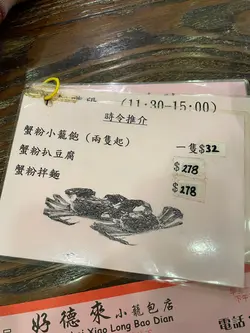 (11:30-15:00)
時令推介
蟹粉小籠飽 (兩隻起) 一隻$32
蟹粉扒豆腐 $278
蟹粉拌麵 $178
好德來小籠包店
Xiao Long Bao Dian
電話